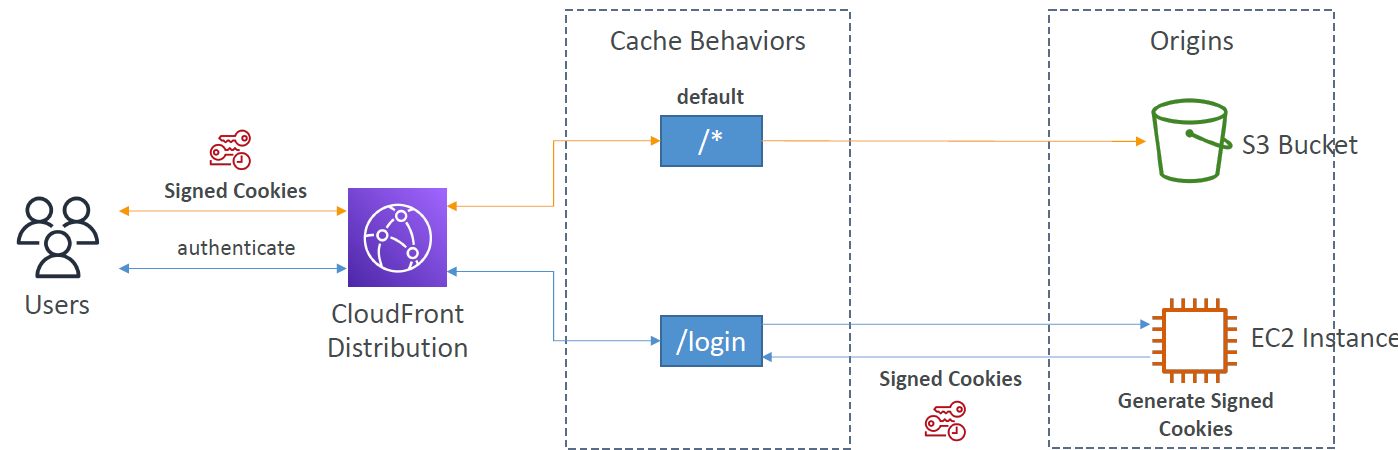 Cache Behaviors
Origins
default
/*
S3 Bucket
Signed Cookies
authenticate
Users
CloudFront
Distribution
/login
EC2 Instance
Signed Cookies
Generate Signed
Cookies